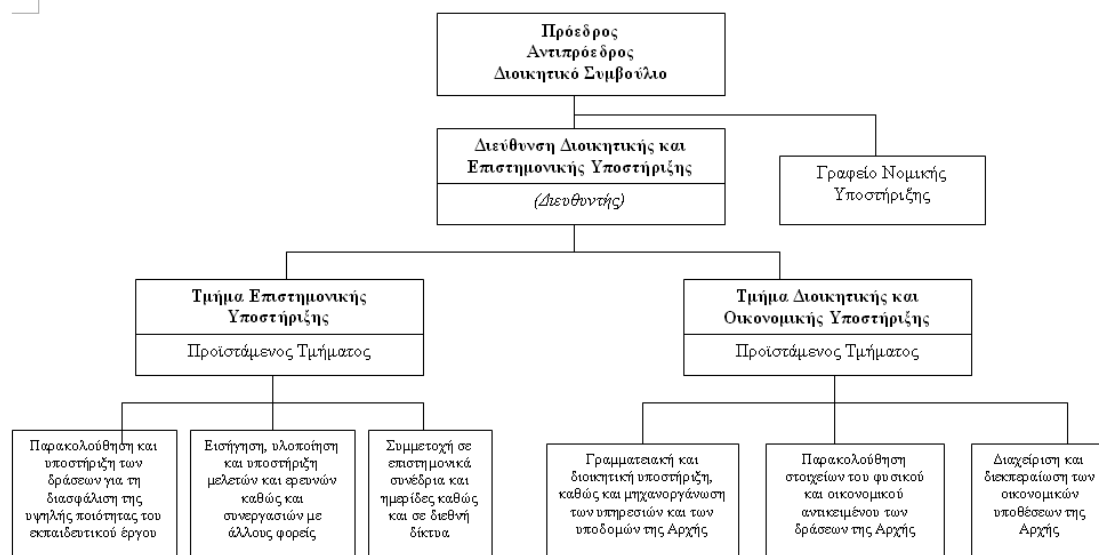 Πρόεδρος
Αντιπρόεδρος
Διοικητικό Συμβούλιο
Διεύθυνση Διοικητικής και
Επιστημονικής Υποστήριξης
(Διευθυντής)
Γραφείο Νομικής
Υποστήριξης
Τμήμα Επιστημονικής
Υποστήριξης
Προϊστάμενος Τμήματος
Τμήμα Διοικητικής και
Οικονομικής Υποστήριξης
Προϊστάμενος Τμήματος
Παρακολούθηση και
υποστήριξη των
δράσεων για τη
διασφάλιση της
υψηλής ποιότητας του
εκπαιδευτικού έργου
Εισήγηση, υλοποίηση
και υποστήριξη
μελετών και ερευνών
καθώς και
συνεργασιών με
άλλους φορείς
Συμμετοχή σε
επιστημονικά
συνέδρια και
ημερίδες καθώς
και σε διεθνή
δίκτυα
Γραμματειακή και
διοικητική υποστήριξη,
καθώς και μηχανοργάνωση
των υπηρεσιών και των
υποδομών της Αρχής
Παρακολούθηση
στοιχείων του φυσικού
και οικονομικού
αντικειμένου των
δράσεων της Αρχής
Διαχείριση και
διεκπεραίωση των
οικονομικών
υποθέσεων της
Αρχής